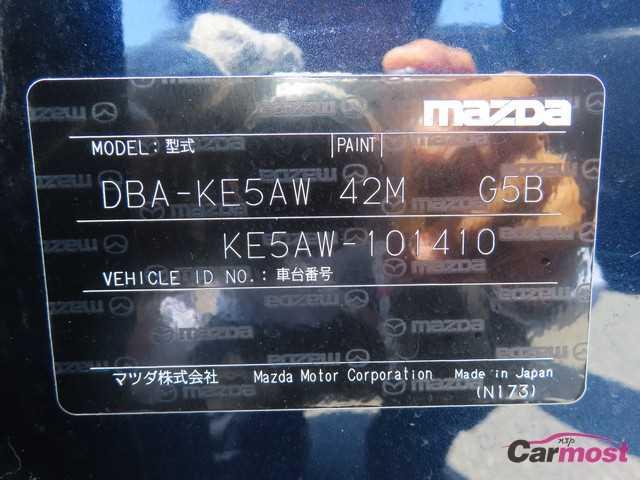 mazda
MODEL: 型式 PAINT
DBA-KE5AW 42M G5B
KE5AW-101410
VEHICLE ID NO.: 車台番号
マツダ株式会社 Mazda Motor Corporation Made in Japan
(N173)
nxp
Carmost